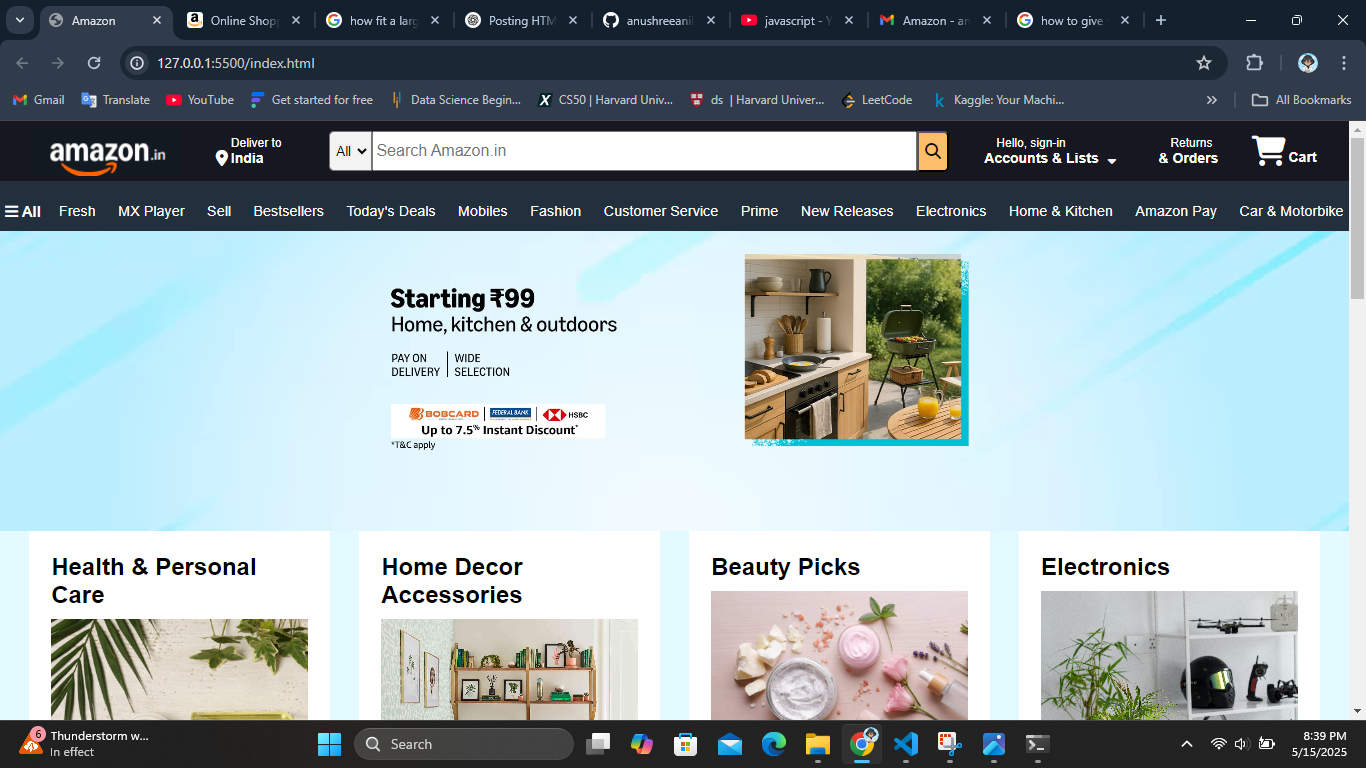 Amazon
Online Shopp
how fit a larg
Posting HTM
anushreeanil
javascript - Y
Amazon - an
how to give
127.0.0.1:5500/index.html
Gmail
Translate
YouTube
Get started for free
Data Science Begin...
CS50 | Harvard Univ...
ds | Harvard Univer...
LeetCode
Kaggle: Your Machi...
All Bookmarks
amazon.in
Deliver to
India
All
Search Amazon.in
Hello, sign-in
Accounts & Lists
Returns
& Orders
Cart
All
Fresh
MX Player
Sell
Bestsellers
Today's Deals
Mobiles
Fashion
Customer Service
Prime
New Releases
Electronics
Home & Kitchen
Amazon Pay
Car & Motorbike
Starting ₹99
Home, kitchen & outdoors
PAY ON
DELIVERY
WIDE
SELECTION
BOBCARD
FEDERAL BANK
HSBC
Up to 7.5% Instant Discount*
*T&C apply
Health & Personal
Care
Home Decor
Accessories
Beauty Picks
Electronics
6
Thunderstorm w...
In effect
Search
8:39 PM
5/15/2025